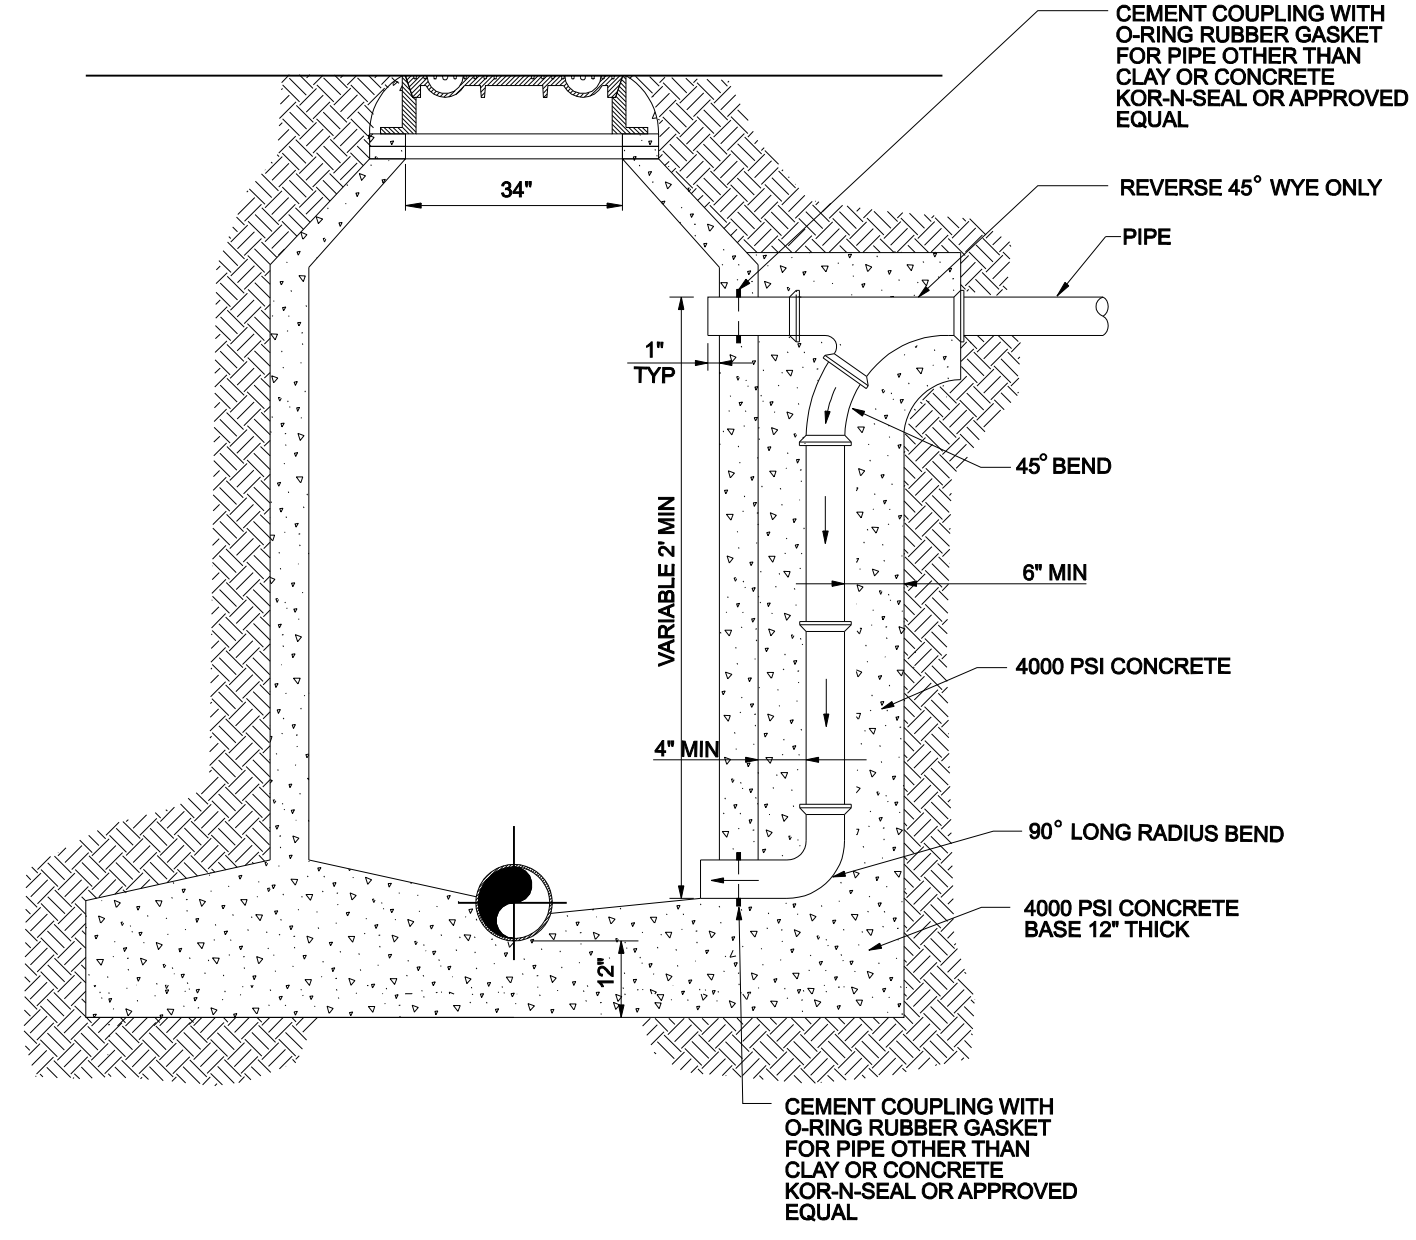 CEMENT COUPLING WITH
O-RING RUBBER GASKET
FOR PIPE OTHER THAN
CLAY OR CONCRETE
KOR-N-SEAL OR APPROVED
EQUAL
34"
REVERSE 45° WYE ONLY
PIPE
1"
TYP
45° BEND
VARIABLE 2' MIN
6" MIN
4000 PSI CONCRETE
4" MIN
90° LONG RADIUS BEND
4000 PSI CONCRETE
BASE 12" THICK
12"
CEMENT COUPLING WITH
O-RING RUBBER GASKET
FOR PIPE OTHER THAN
CLAY OR CONCRETE
KOR-N-SEAL OR APPROVED
EQUAL